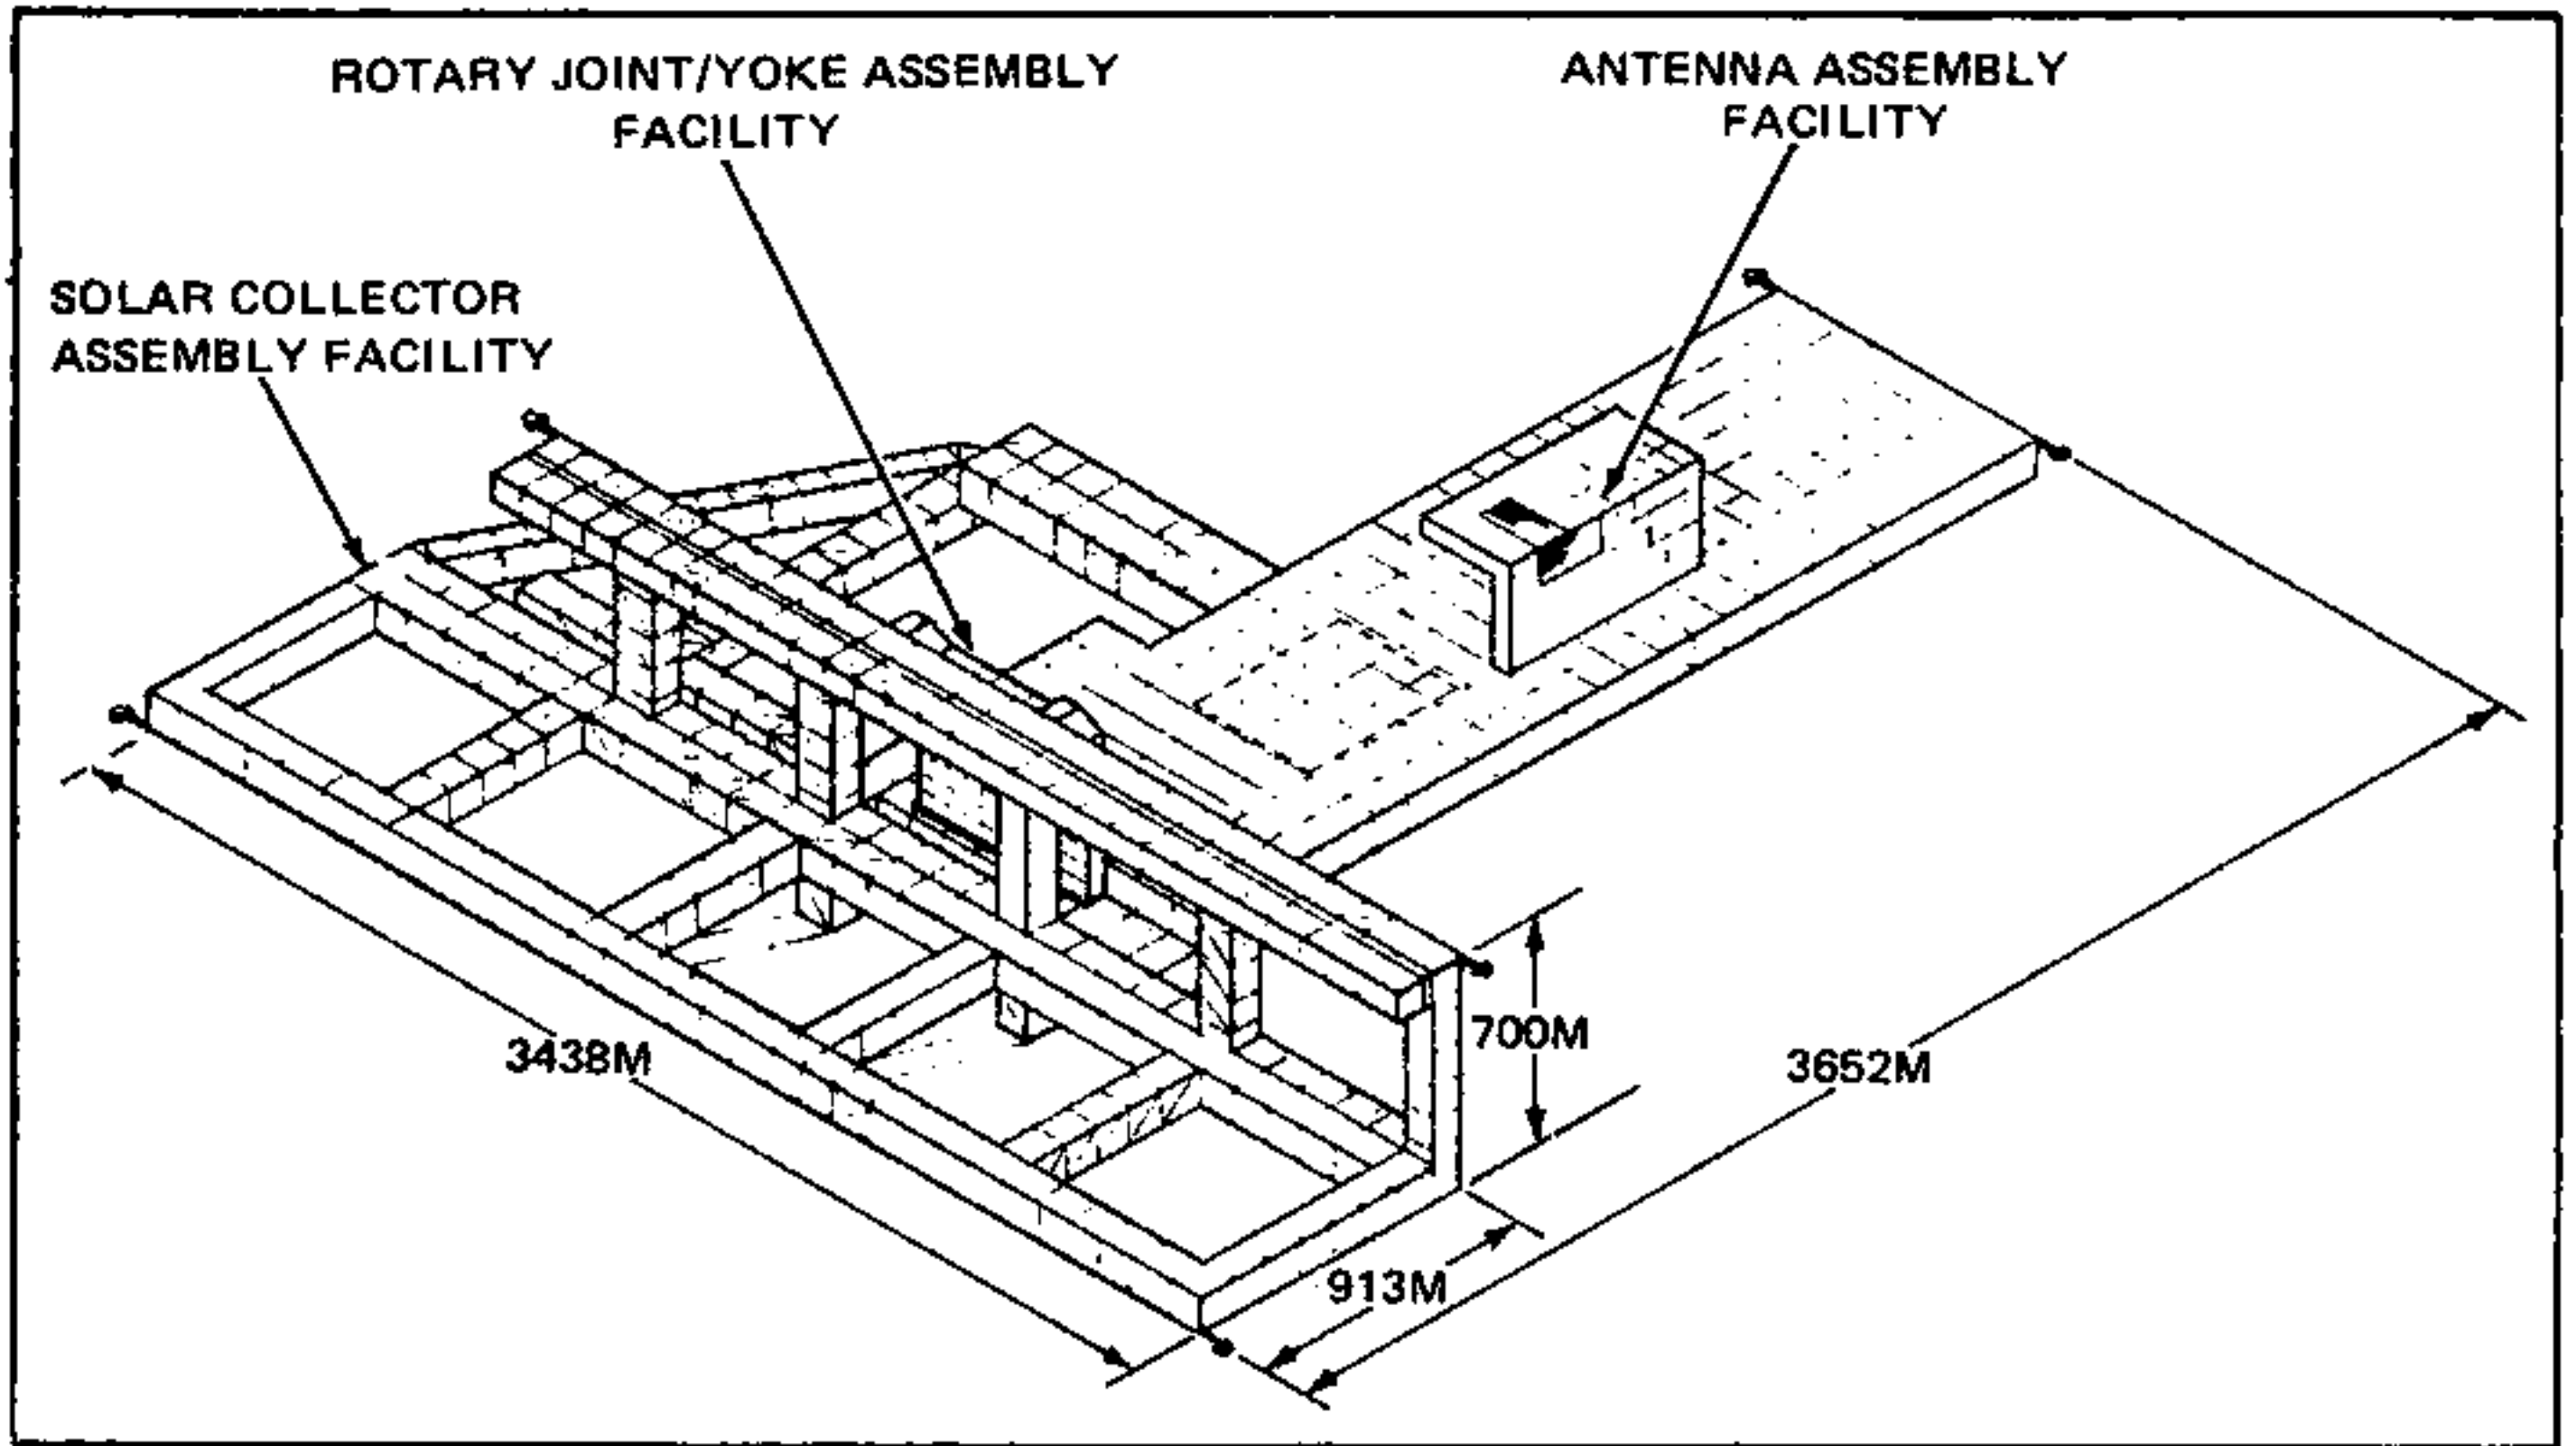 ROTARY JOINT/YOKE ASSEMBLY
FACILITY
ANTENNA ASSEMBLY
FACILITY
SOLAR COLLECTOR
ASSEMBLY FACILITY
3438M
700M
3652M
913M